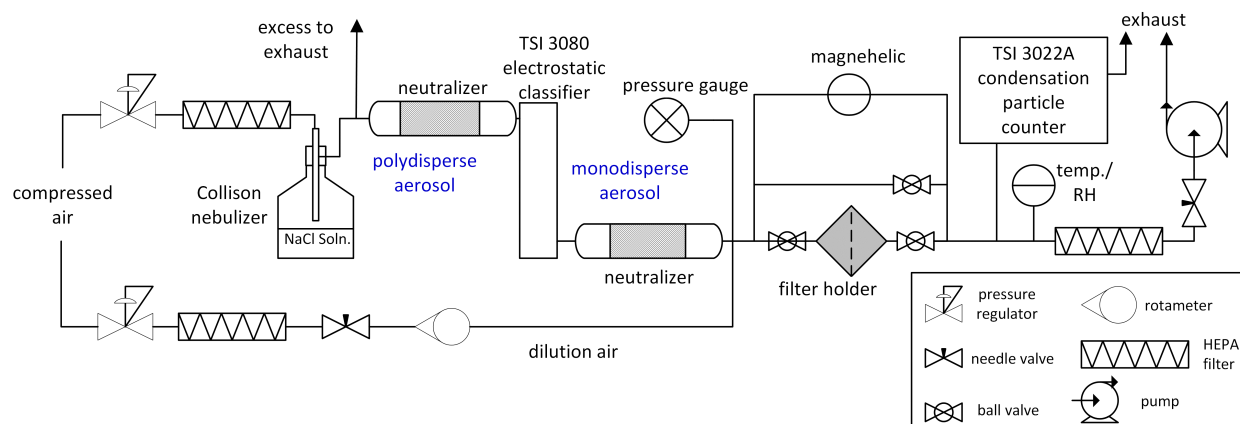 excess to
exhaust
TSI 3080
electrostatic
classifier
neutralizer
polydisperse
aerosol
compressed
air
Collison
nebulizer
NaCl Soln.
monodisperse
aerosol
neutralizer
pressure gauge
magnehelic
TSI 3022A
condensation
particle
counter
exhaust
temp./
RH
filter holder
dilution air
pressure
regulator
rotameter
needle valve
HEPA
filter
ball valve
pump